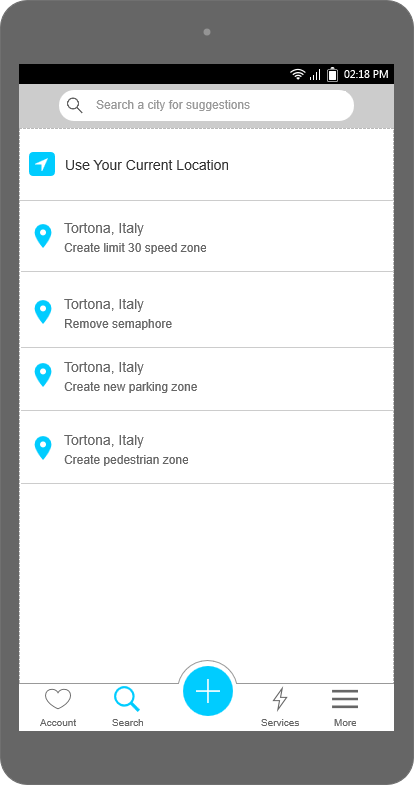 02:18 PM
Search a city for suggestions
Use Your Current Location
Tortona, Italy
Create limit 30 speed zone
Tortona, Italy
Remove semaphore
Tortona, Italy
Create new parking zone
Tortona, Italy
Create pedestrian zone
Account
Search
Services
More